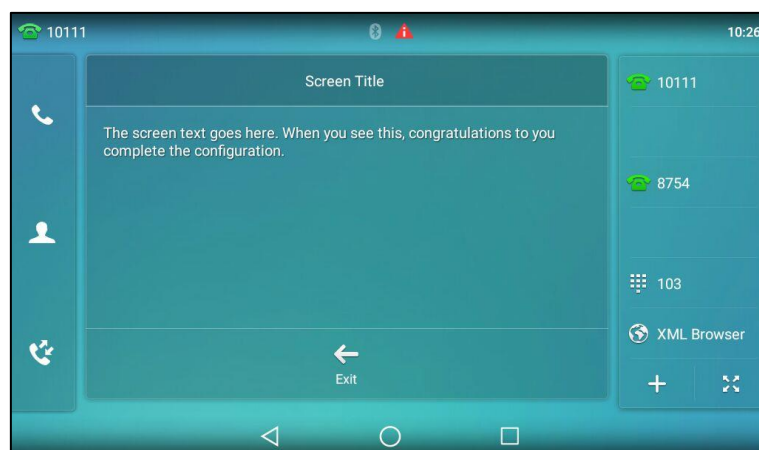 10111
10:26
Screen Title
The screen text goes here. When you see this, congratulations to you
complete the configuration.
Exit
10111
8754
103
XML Browser